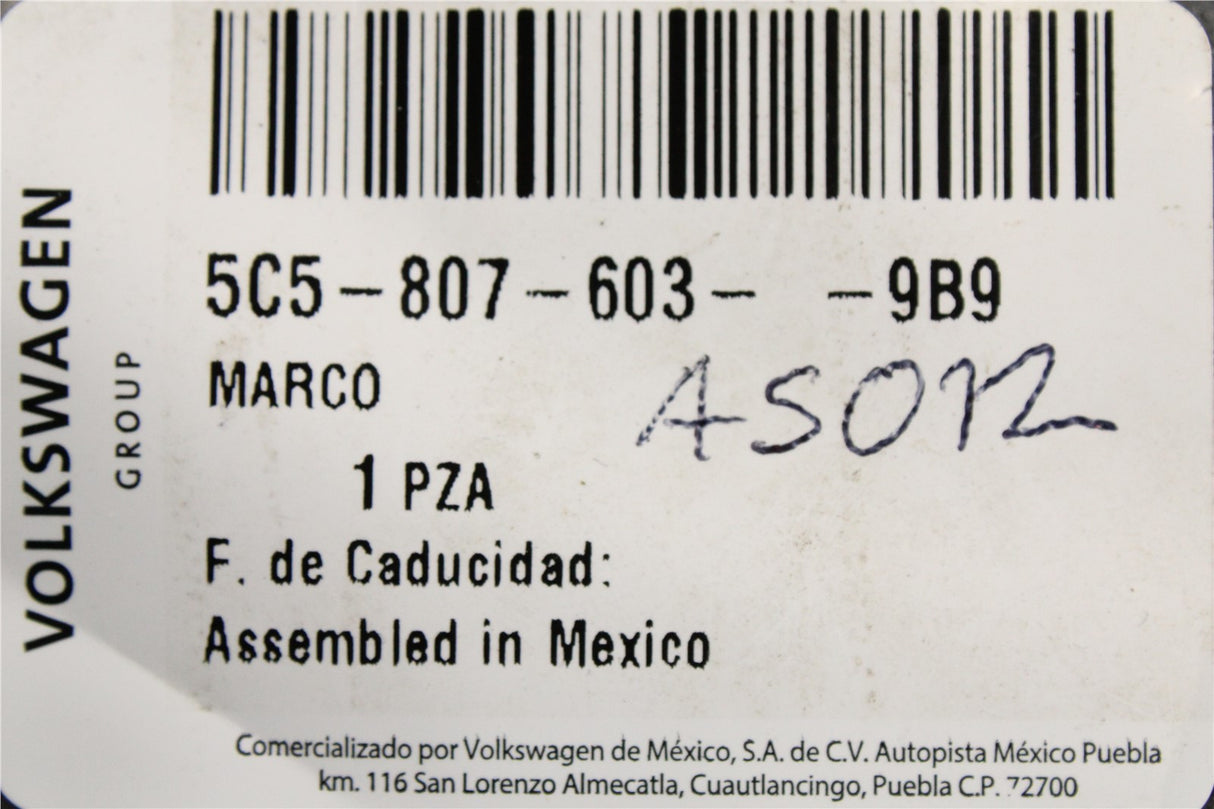 VOLKSWAGEN
GROUP
5C5-807-603- -9B9
MARCO
1 PZA
F. de Caducidad:
Assembled in Mexico
Comercializado por Volkswagen de México, S.A. de C.V. Autopista México Puebla
km. 116 San Lorenzo Almecatla, Cuautlancingo, Puebla C.P. 72700